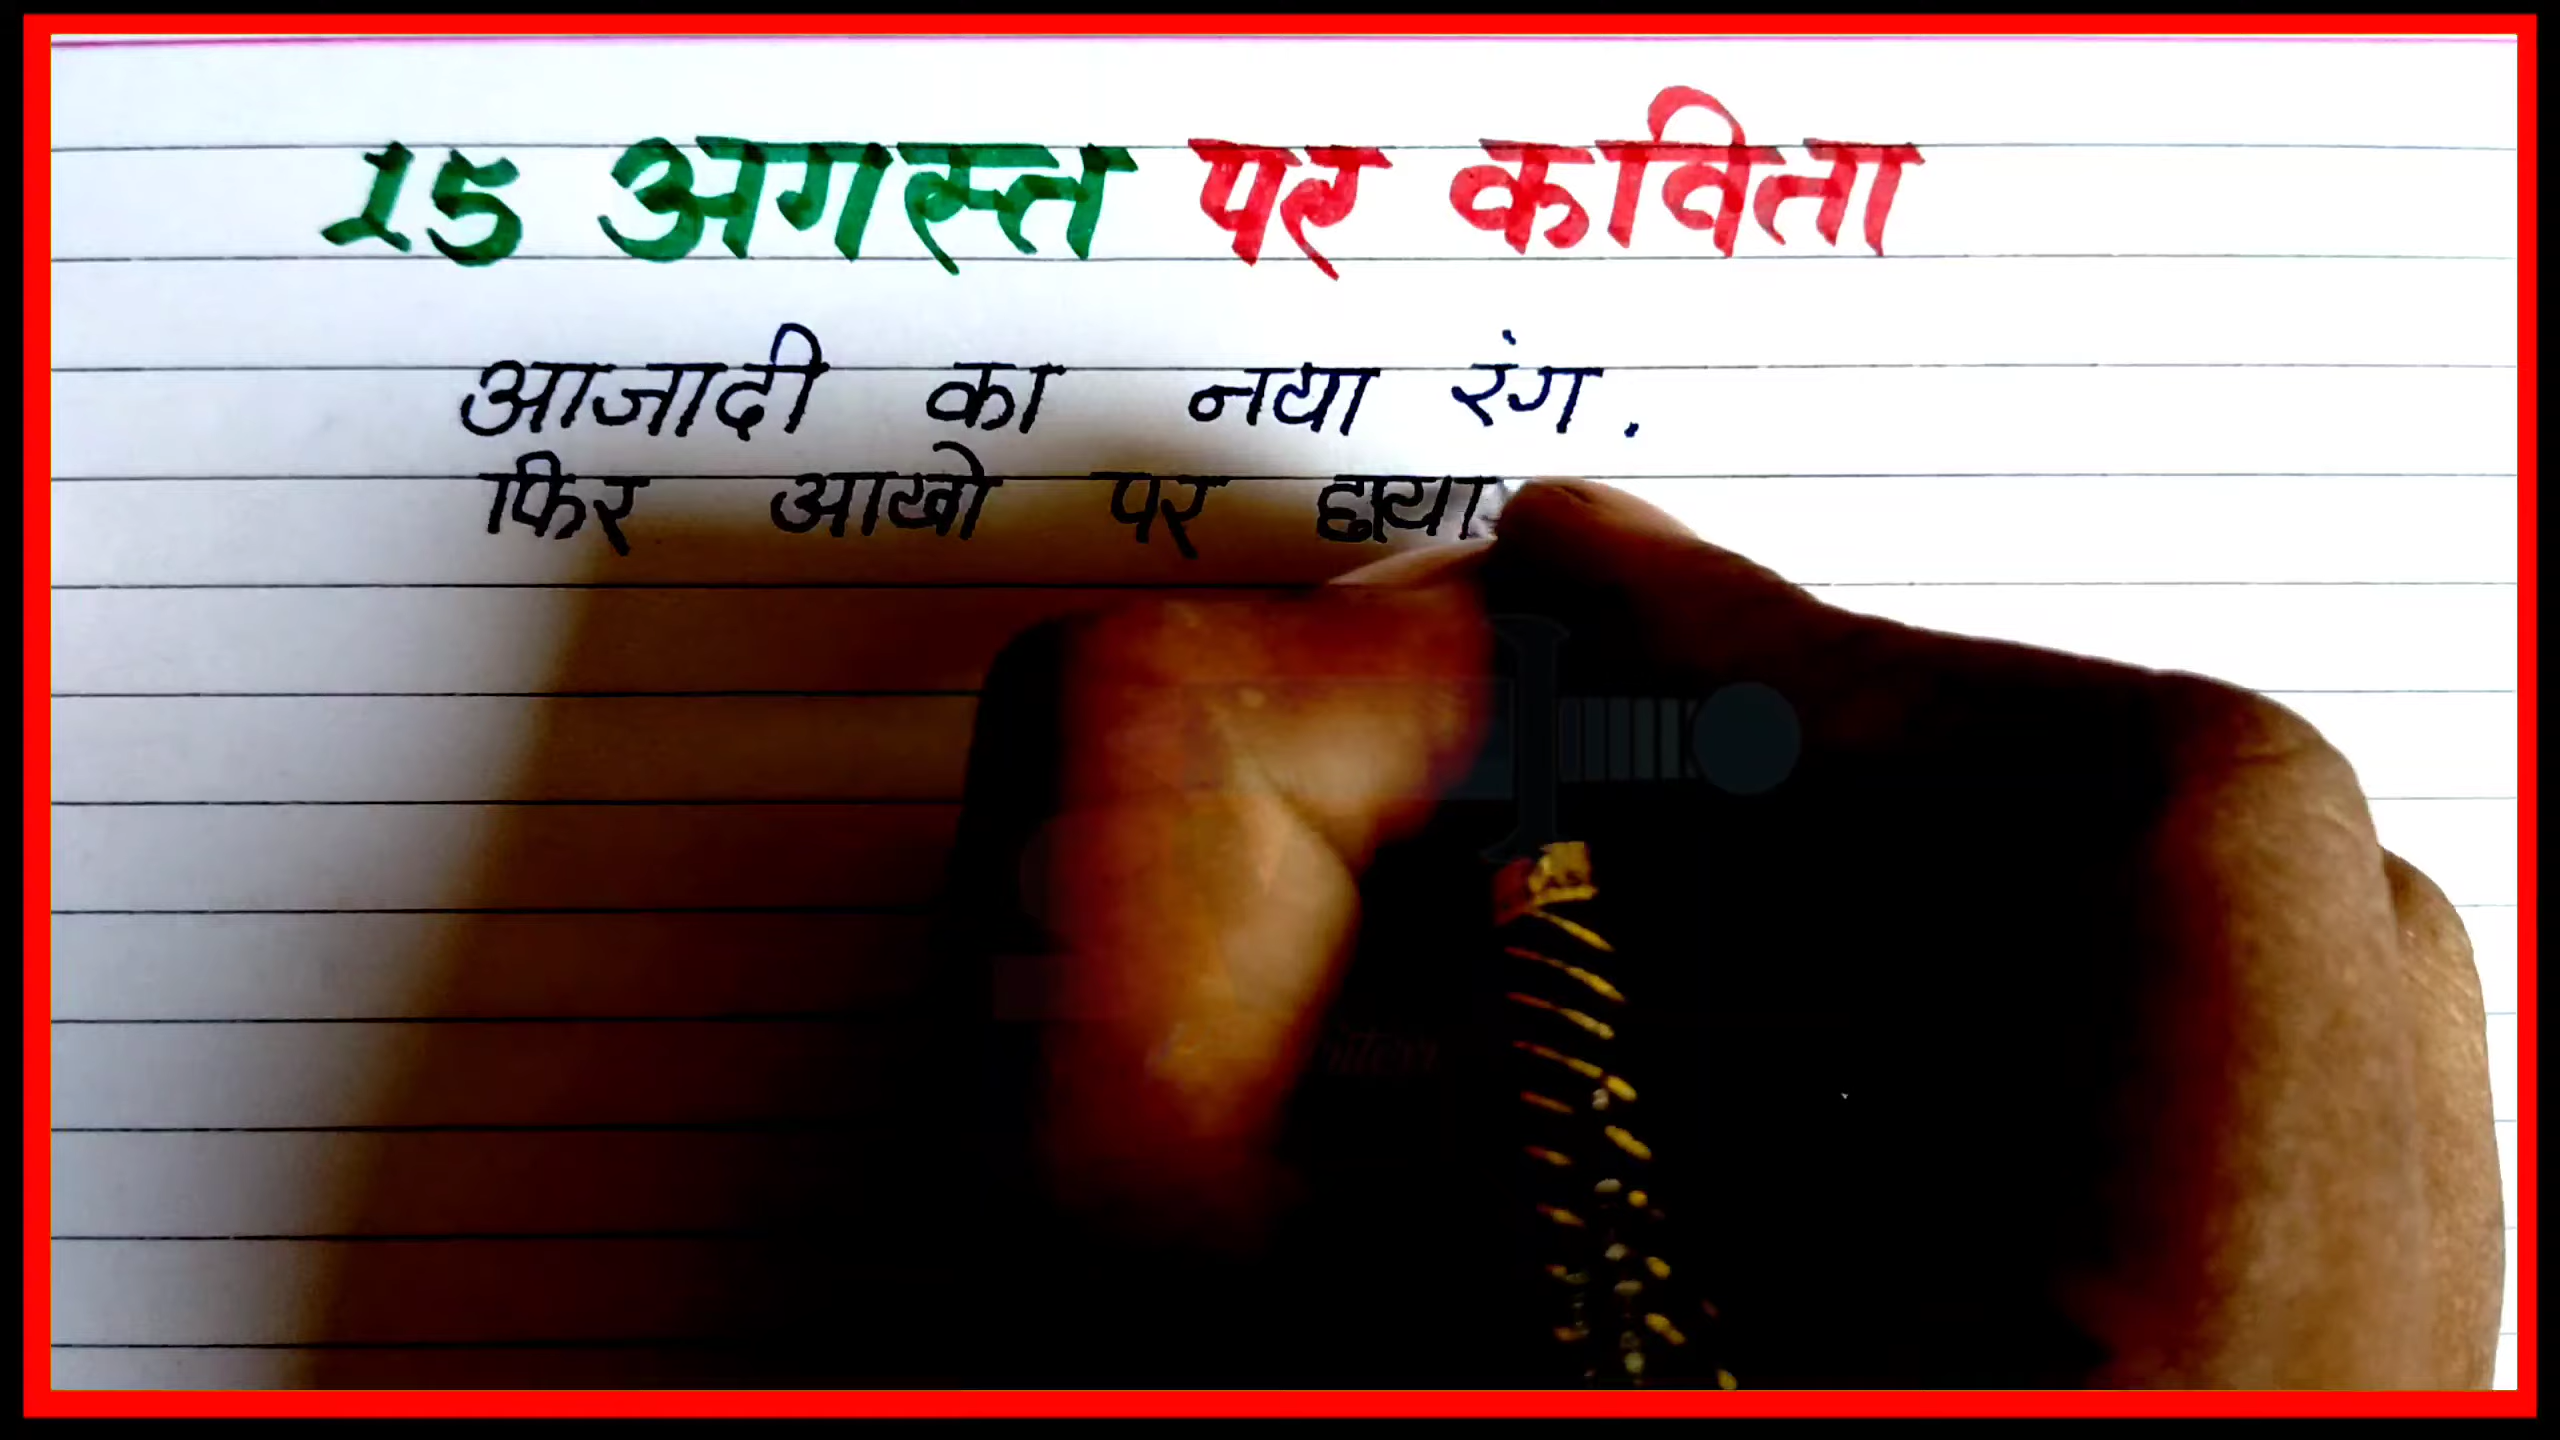 15 अगस्त पर कविता
आजादी का नया रंग.
फिर आखो पर छाया